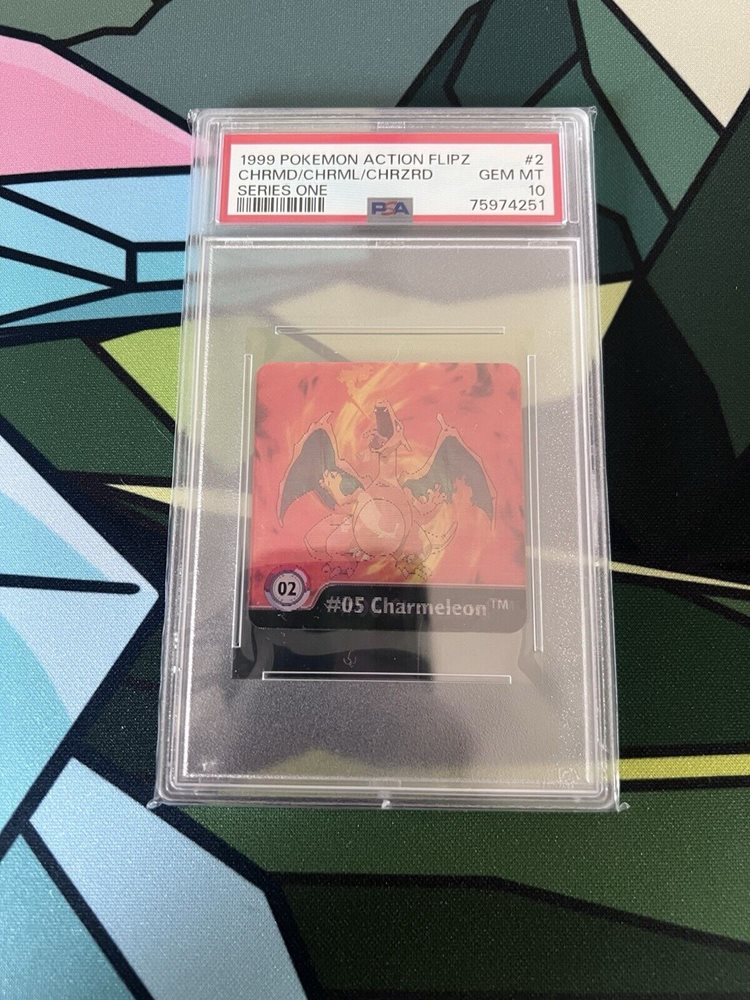 1999 POKEMON ACTION FLIPZ #2
CHRMD/CHRML/CHRZRD GEM MT
SERIES ONE 10
PSA 75974251
02 #05 Charmeleon™